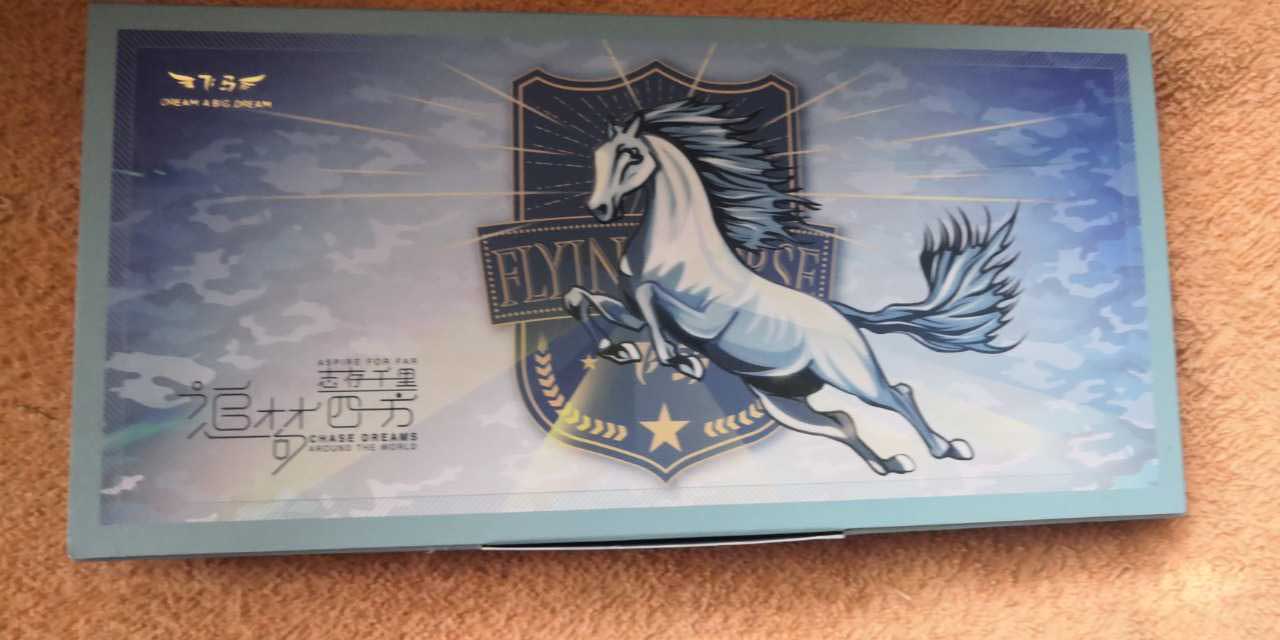 飞马
DREAM A BIG DREAM
FLYIN RSE
ASPIRE FOR FAR
志存千里
追梦四方
CHASE DREAMS
AROUND THE WORLD